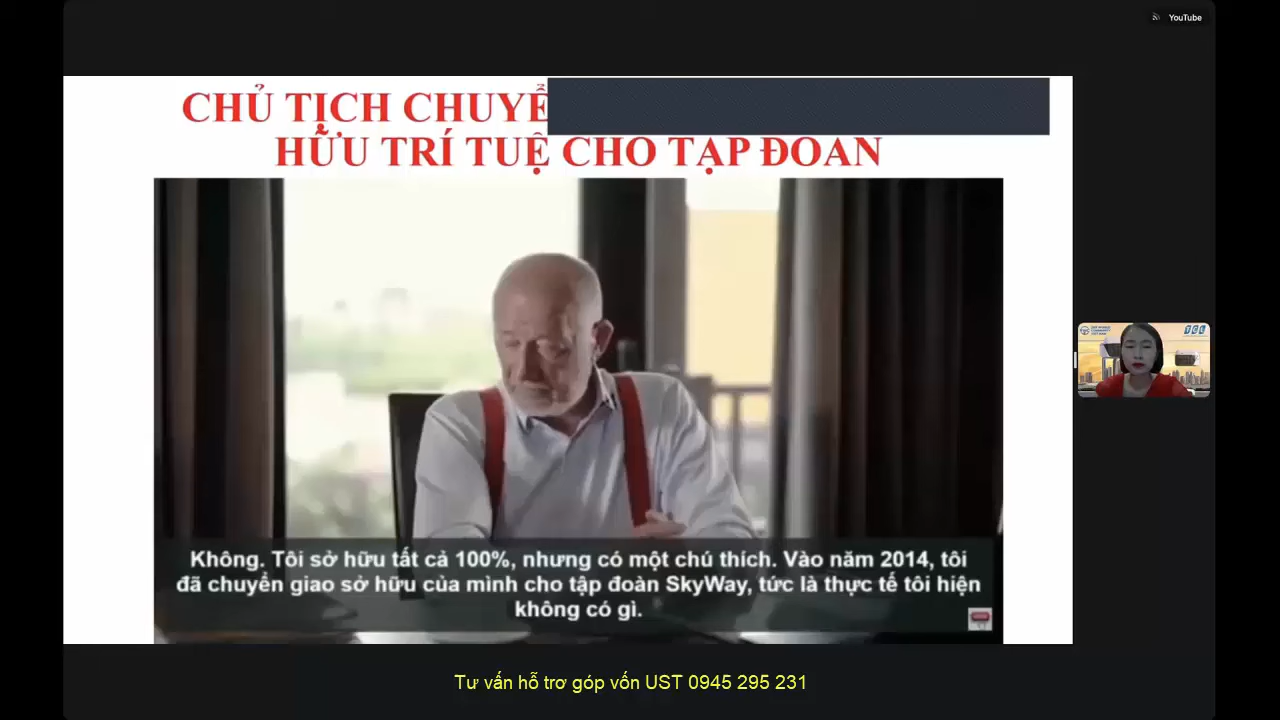 YouTube
CHỦ TỊCH CHUYỂ
HỮU TRÍ TUỆ CHO TẠP ĐOAN
Không. Tôi sở hữu tất cả 100%, nhưng có một chú thích. Vào năm 2014, tôi
đã chuyển giao sở hữu của mình cho tập đoàn SkyWay, tức là thực tế tôi hiện
không có gì.
Tư vấn hỗ trơ góp vốn UST 0945 295 231